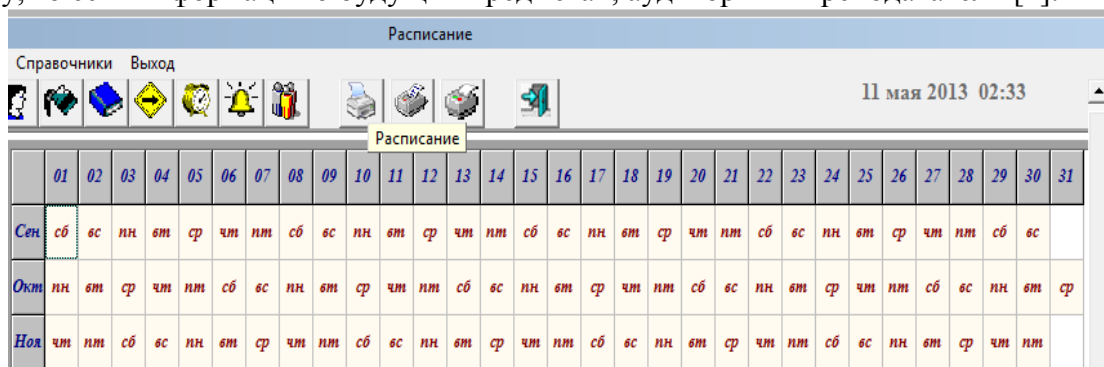 Расписание
Справочники Выход
11 мая 2013 02:33
Расписание
01 02 03 04 05 06 07 08 09 10 11 12 13 14 15 16 17 18 19 20 21 22 23 24 25 26 27 28 29 30 31
Сен сб вс пн вт ср чт пт сб вс пн вт ср чт пт сб вс пн вт ср чт пт сб вс пн вт ср чт пт сб вс
Окт пн вт ср чт пт сб вс пн вт ср чт пт сб вс пн вт ср чт пт сб вс пн вт ср чт пт сб вс пн вт ср
Ноя чт пт сб вс пн вт ср чт пт сб вс пн вт ср чт пт сб вс пн вт ср чт пт сб вс пн вт ср чт пт